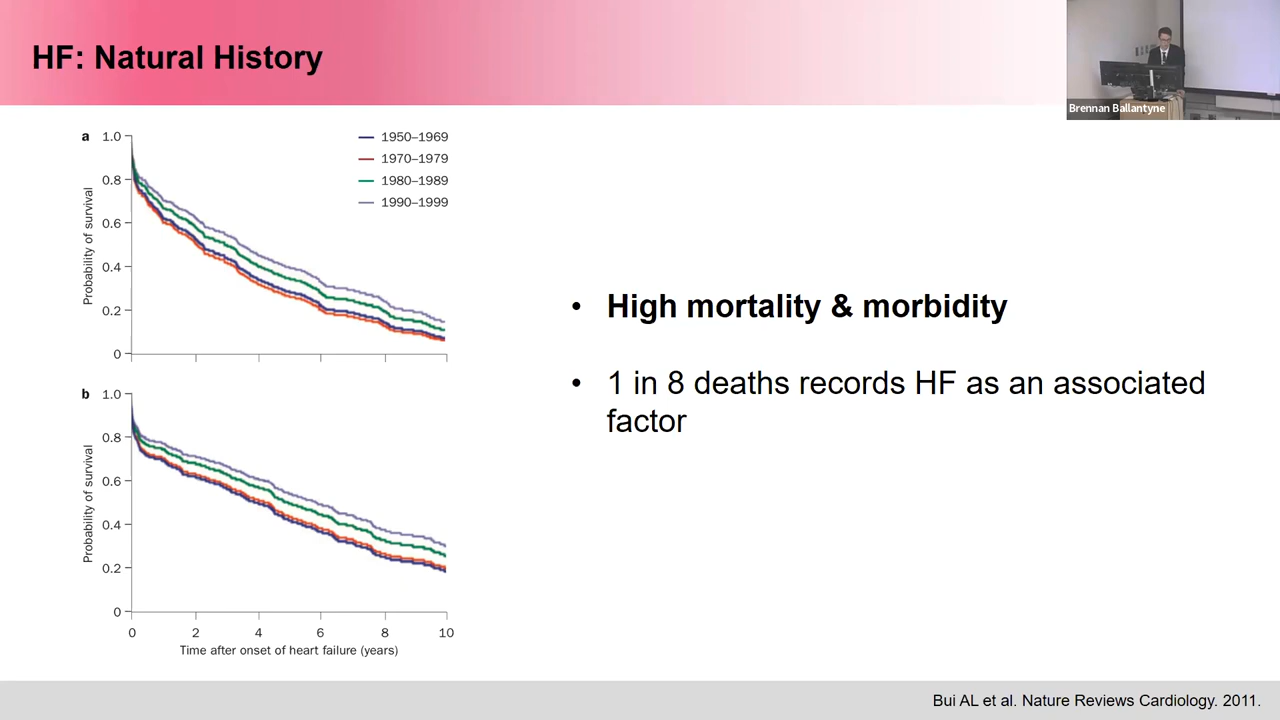 HF: Natural History
Brennan Ballantyne
a
1.0
0.8
0.6
0.4
0.2
0
Probability of survival
1950–1969
1970–1979
1980–1989
1990–1999
b
1.0
0.8
0.6
0.4
0.2
0
Probability of survival
0 2 4 6 8 10
Time after onset of heart failure (years)
• High mortality & morbidity
• 1 in 8 deaths records HF as an associated
factor
Bui AL et al. Nature Reviews Cardiology. 2011.